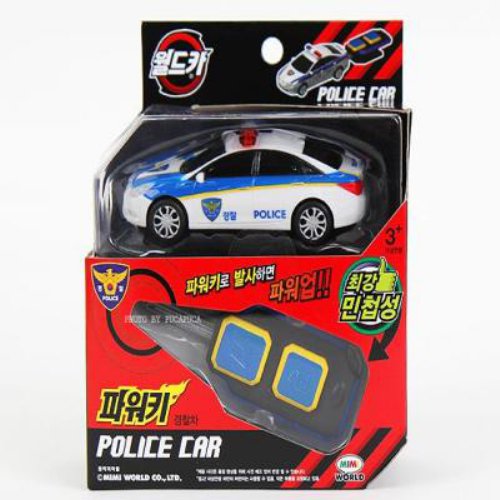 월드카
POLICE CAR
경찰 POLICE
3+
파워키로 발사하면 파워업!!
최강
민첩성
경찰
POLICE
PHOTO BY PUCAPUCA
파워키
경찰차
POLICE CAR
©MIMI WORLD CO., LTD.
MIMI
WORLD